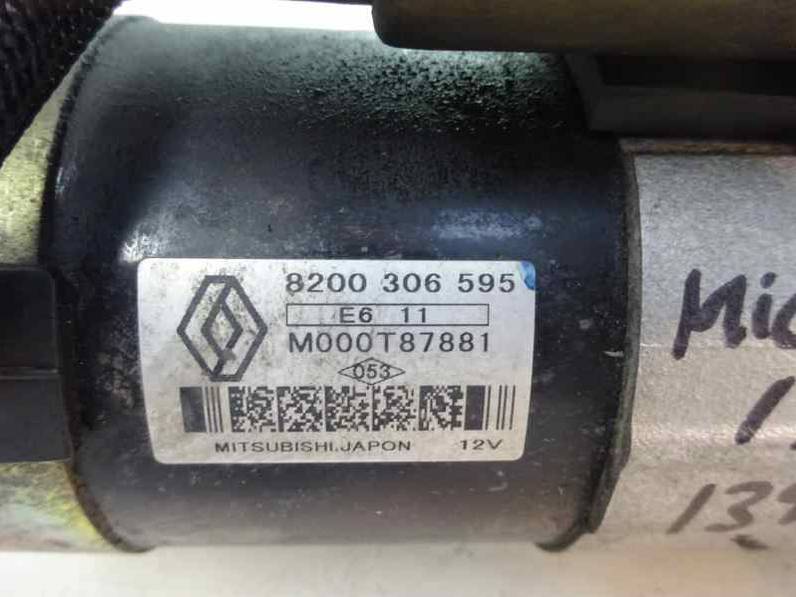 8200 306 595
E6 11
M000T87881
053
MITSUBISHI.JAPON 12V